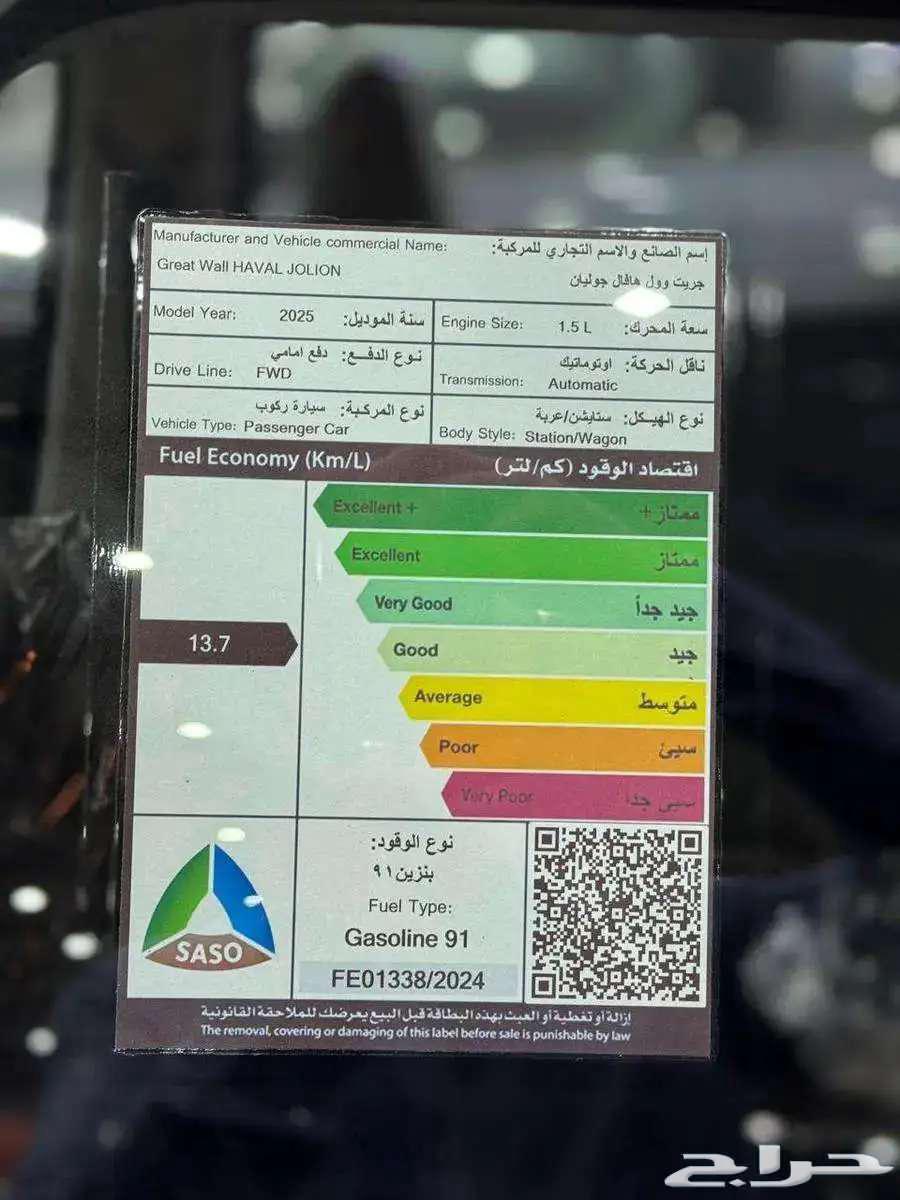 Manufacturer and Vehicle commercial Name: إسم الصانع والاسم التجاري للمركبة:
Great Wall HAVAL JOLION جريت وول هافال جوليان
Model Year: 2025 سنة الموديل:
Engine Size: 1.5 L سعة المحرك:
نوع الدفـع: دفع امامي
Drive Line: FWD
ناقل الحركة: اوتوماتيك
Transmission: Automatic
نوع المركبة: سيارة ركوب
Vehicle Type: Passenger Car
نوع الهيكل: ستايشن/عربة
Body Style: Station/Wagon
Fuel Economy (Km/L) اقتصاد الوقود (كم/لتر)
Excellent + ممتاز+
Excellent ممتاز
Very Good جيد جداً
13.7
Good جيد
Average متوسط
Poor سيئ
Very Poor سيئ جداً
SASO
نوع الوقود:
بنزين ٩١
Fuel Type:
Gasoline 91
FE01338/2024
إزالة أو تغطية أو العبث بهذه البطاقة قبل البيع يعرضك للملاحقة القانونية
The removal, covering or damaging of this label before sale is punishable by law
حراج